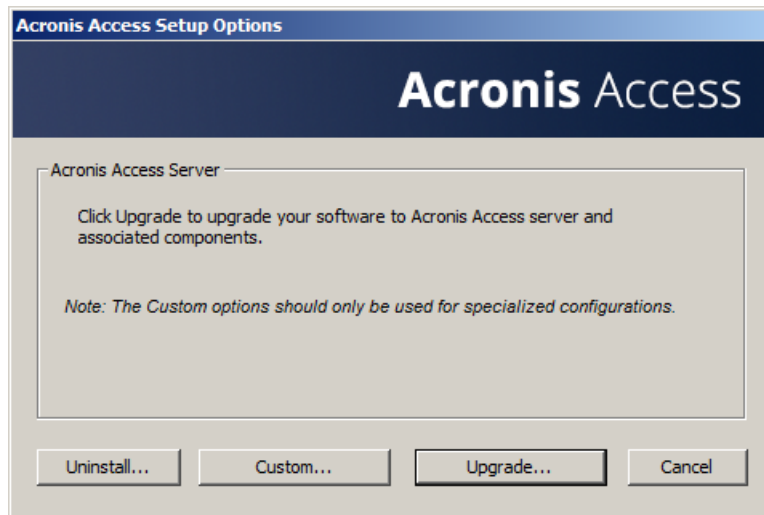 Acronis Access Setup Options
Acronis Access
Acronis Access Server
Click Upgrade to upgrade your software to Acronis Access server and
associated components.
Note: The Custom options should only be used for specialized configurations.
Uninstall...
Custom...
Upgrade...
Cancel